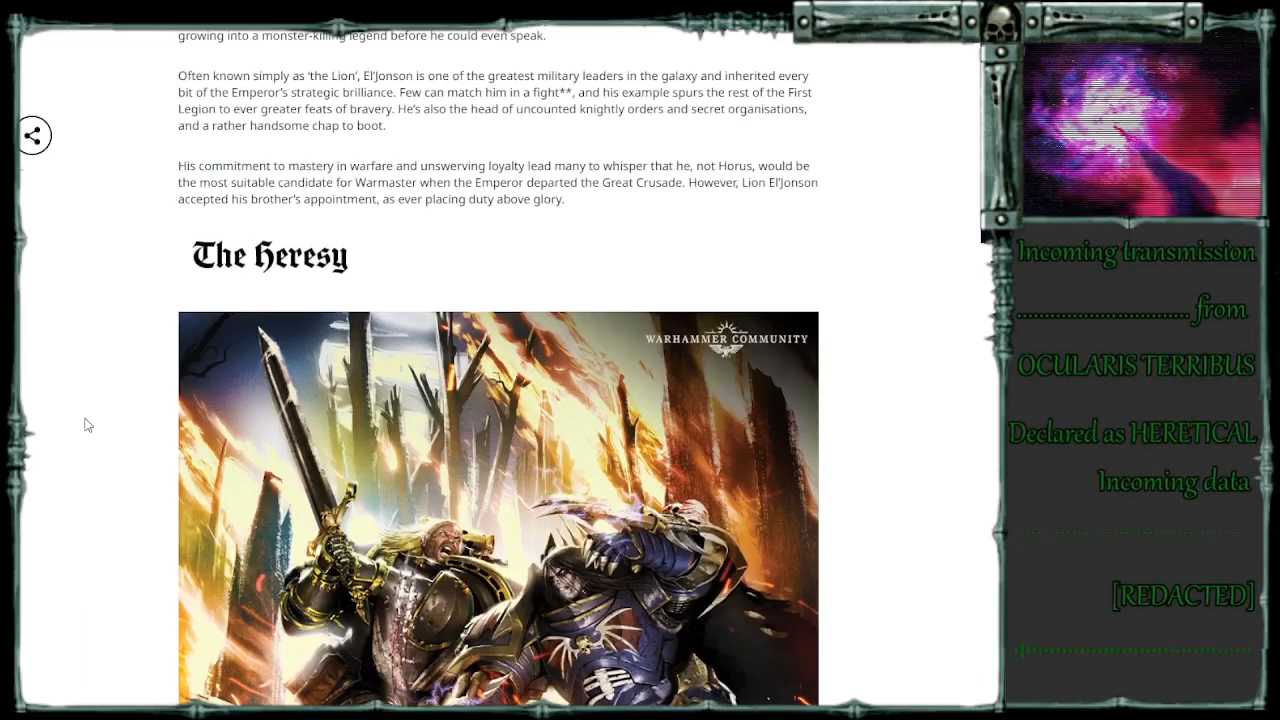 growing into a monster-killing legend before he could even speak.
Often known simply as ‘the Lion’, El’Jonson is one of the greatest military leaders in the galaxy and inherited every
bit of the Emperor’s strategic brilliance. Few can match him in a fight**, and his example spurs the rest of the First
Legion to ever greater feats of bravery. He’s also the head of uncounted knightly orders and secret organisations,
and a rather handsome chap to boot.
His commitment to mastery in warfare and unswerving loyalty lead many to whisper that he, not Horus, would be
the most suitable candidate for Warmaster when the Emperor departed the Great Crusade. However, Lion El’Jonson
accepted his brother’s appointment, as ever placing duty above glory.
The Heresy
WARHAMMER COMMUNITY
Incoming transmission
................................ from
OCULARIS TERRIBUS
Declared as HERETICAL
Incoming data
[REDACTED]